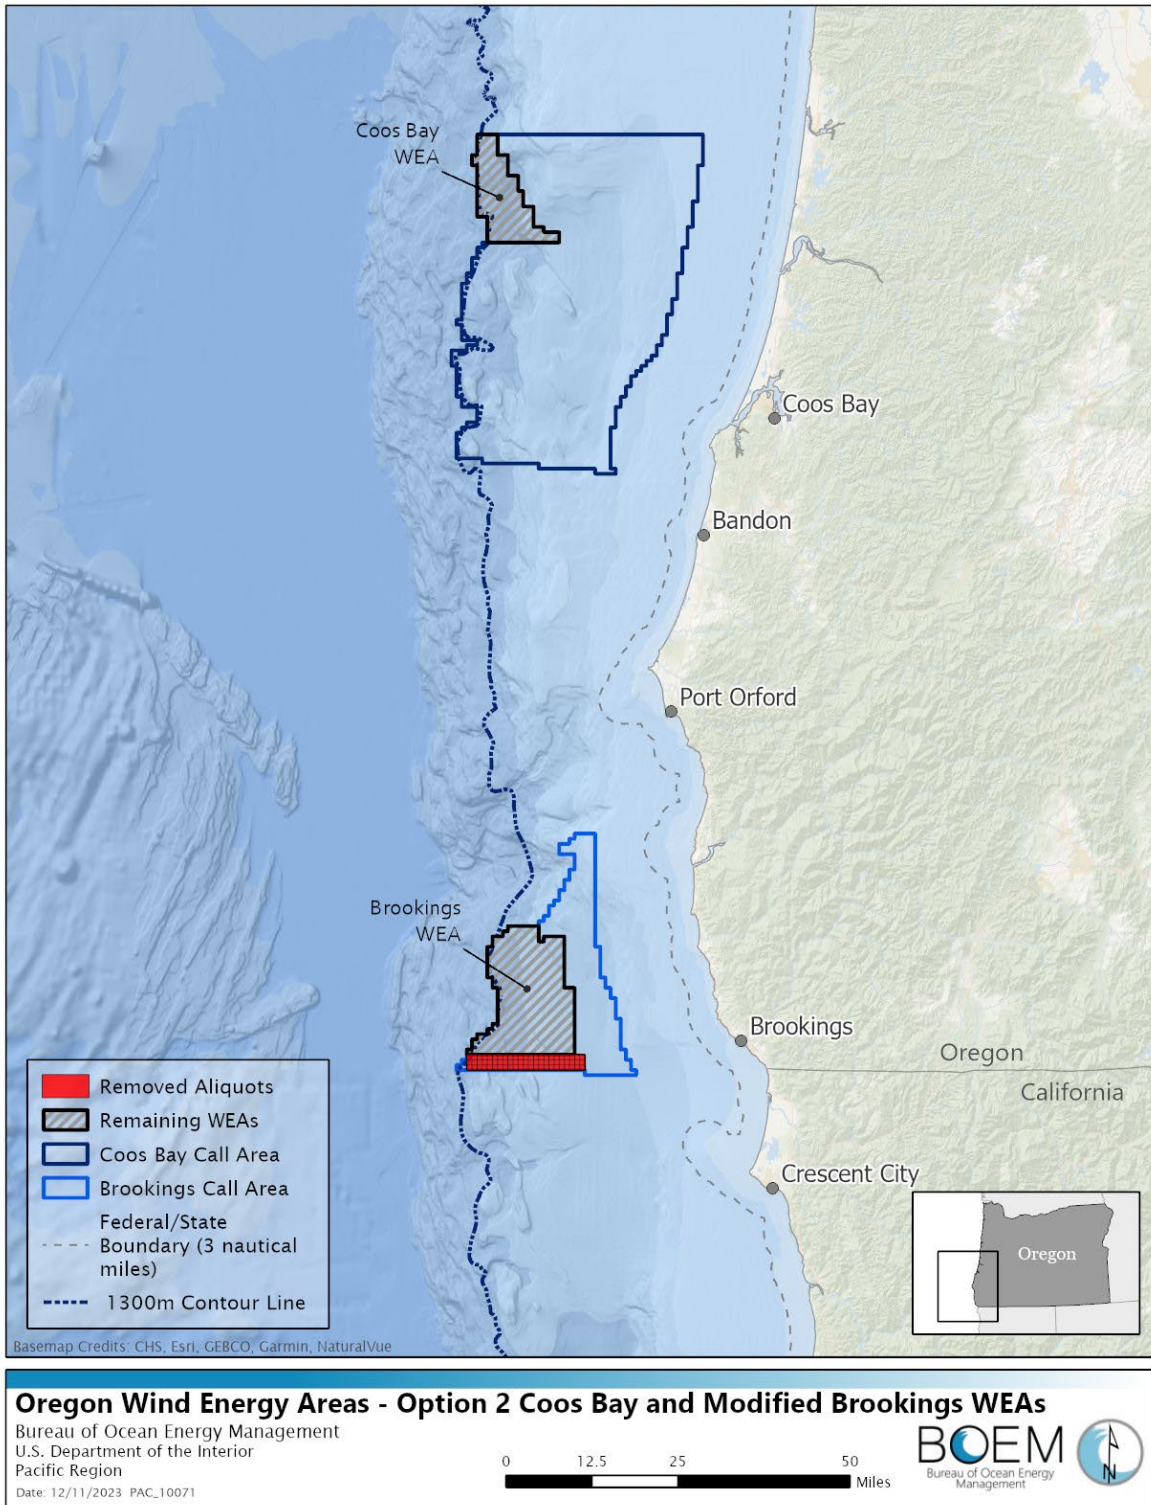 Coos Bay
WEA
Coos Bay
Bandon
Port Orford
Brookings
WEA
Brookings
Oregon
California
Crescent City
Removed Aliquots
Remaining WEAs
Coos Bay Call Area
Brookings Call Area
Federal/State
Boundary (3 nautical
miles)
1300m Contour Line
Oregon
Basemap Credits: CHS, Esri, GEBCO, Garmin, NaturalVue
Oregon Wind Energy Areas - Option 2 Coos Bay and Modified Brookings WEAs
Bureau of Ocean Energy Management
U.S. Department of the Interior
Pacific Region
Date: 12/11/2023 PAC_10071
0 12.5 25 50
Miles
BOEM
Bureau of Ocean Energy
Management
N